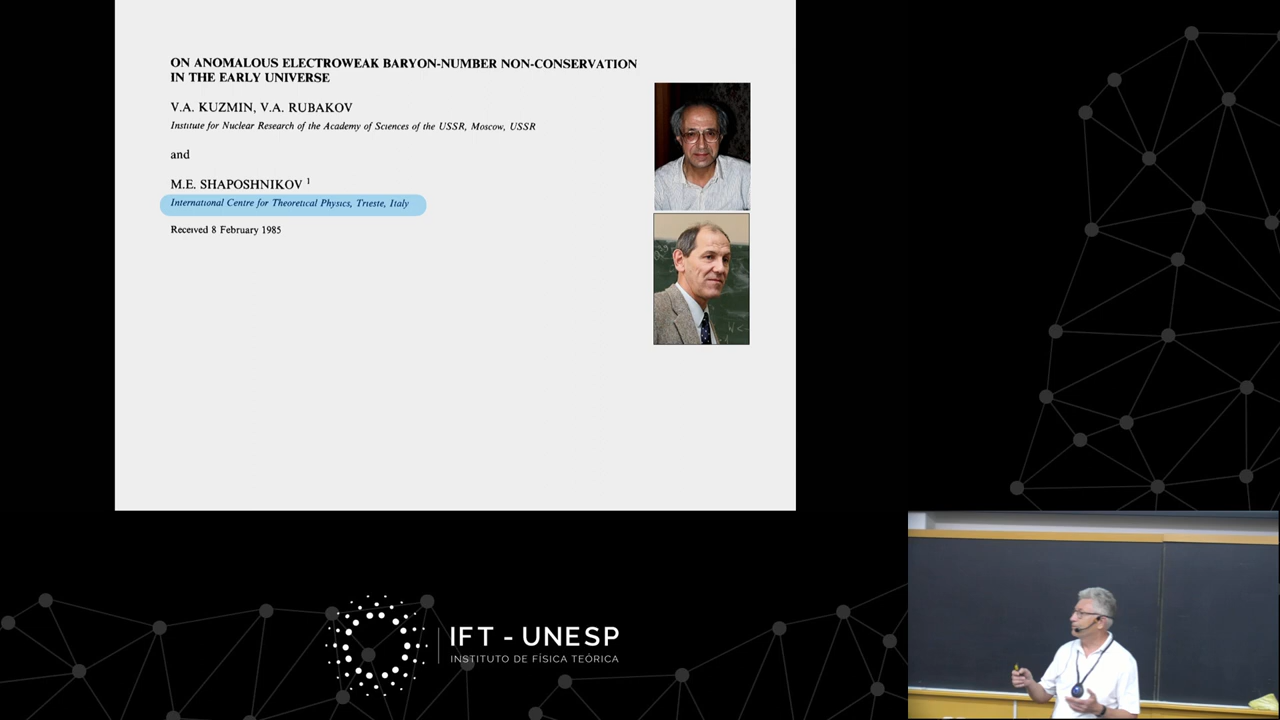 ON ANOMALOUS ELECTROWEAK BARYON-NUMBER NON-CONSERVATION
IN THE EARLY UNIVERSE
V.A. KUZMIN, V.A. RUBAKOV
Institute for Nuclear Research of the Academy of Sciences of the USSR, Moscow, USSR
and
M.E. SHAPOSHNIKOV 1
International Centre for Theoretical Physics, Trieste, Italy
Received 8 February 1985
IFT - UNESP
INSTITUTO DE FÍSICA TEÓRICA